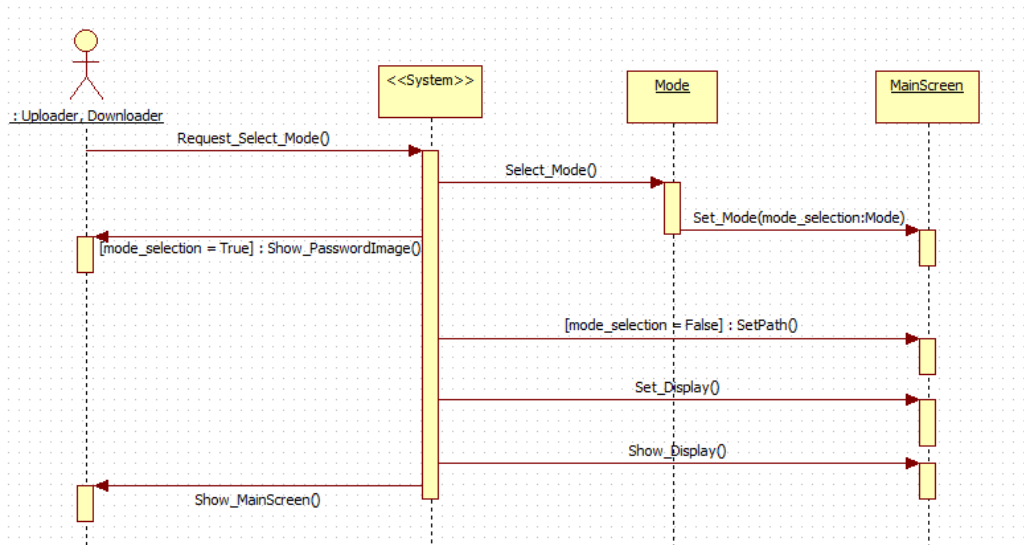 <<System>>
Mode
MainScreen
: Uploader, Downloader
Request_Select_Mode()
Select_Mode()
Set_Mode(mode_selection:Mode)
[mode_selection = True] : Show_PasswordImage()
[mode_selection = False] : SetPath()
Set_Display()
Show_Display()
Show_MainScreen()